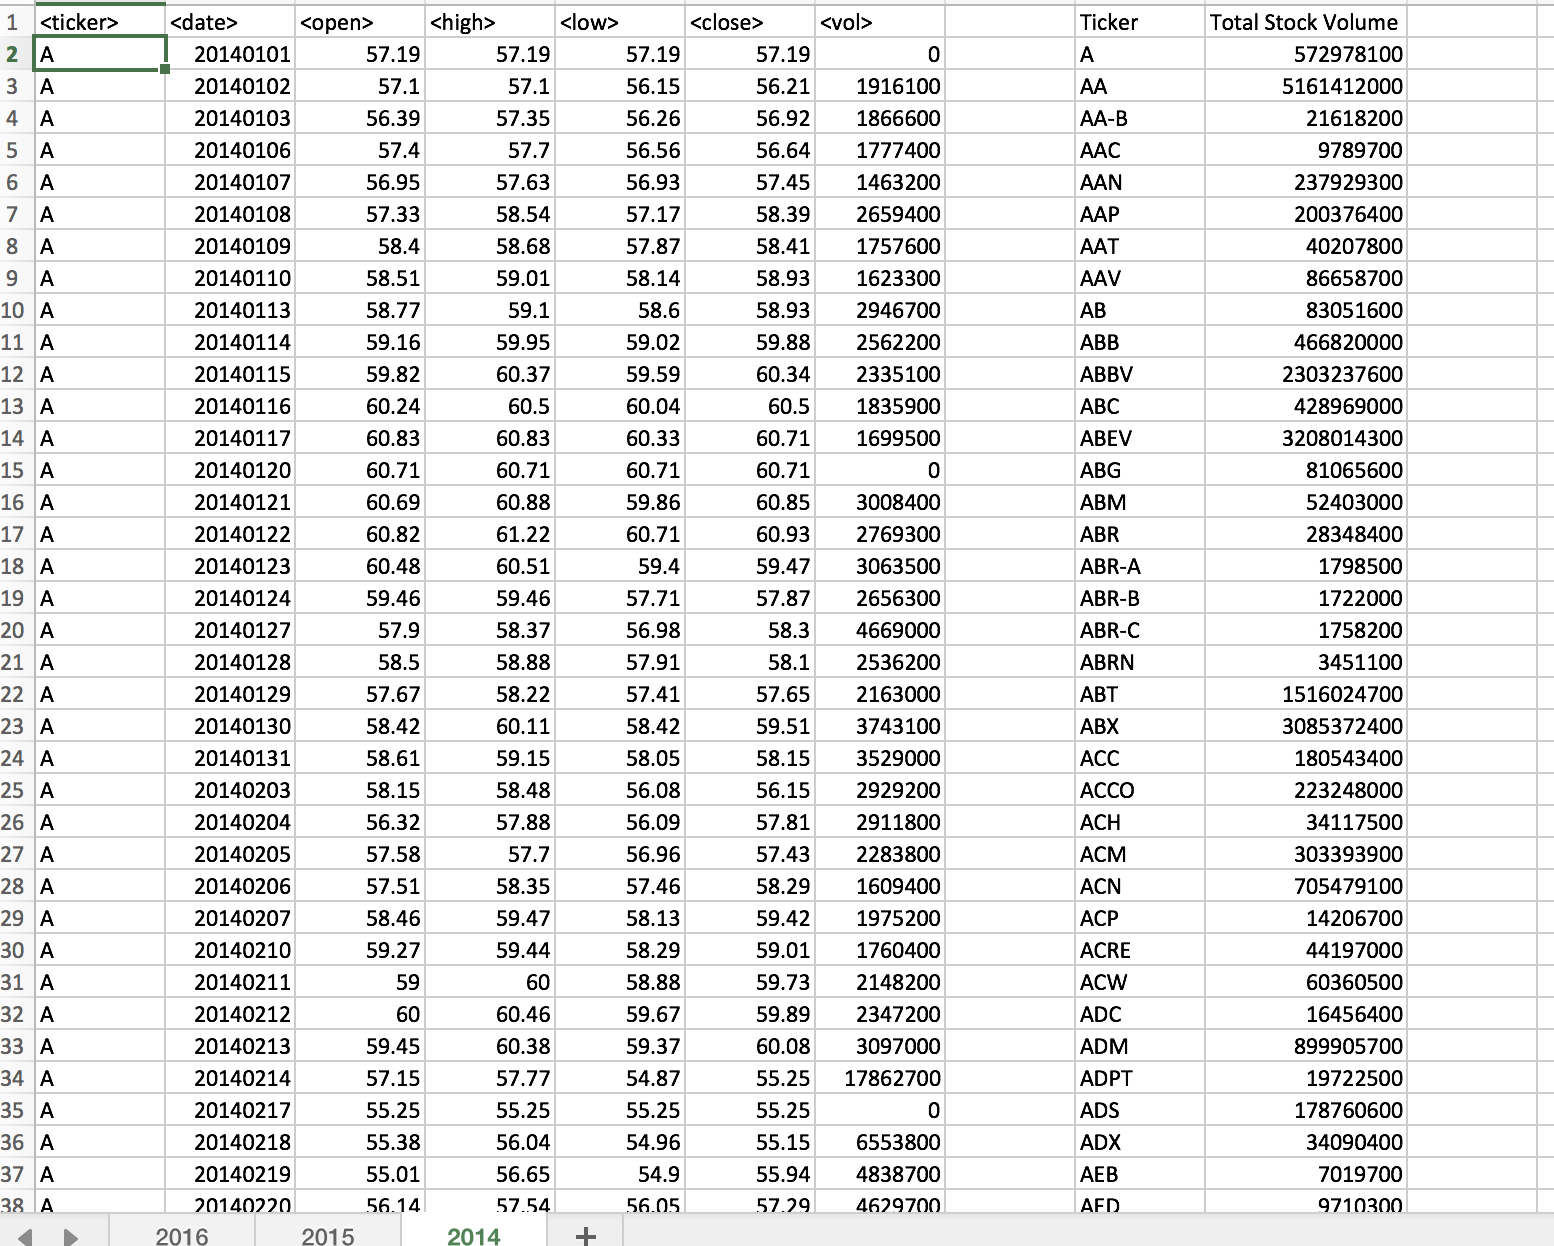 1 <ticker> <date> <open> <high> <low> <close> <vol> Ticker Total Stock Volume
2 A 20140101 57.19 57.19 57.19 57.19 0 A 572978100
3 A 20140102 57.1 57.1 56.15 56.21 1916100 AA 5161412000
4 A 20140103 56.39 57.35 56.26 56.92 1866600 AA-B 21618200
5 A 20140106 57.4 57.7 56.56 56.64 1777400 AAC 9789700
6 A 20140107 56.95 57.63 56.93 57.45 1463200 AAN 237929300
7 A 20140108 57.33 58.54 57.17 58.39 2659400 AAP 200376400
8 A 20140109 58.4 58.68 57.87 58.41 1757600 AAT 40207800
9 A 20140110 58.51 59.01 58.14 58.93 1623300 AAV 86658700
10 A 20140113 58.77 59.1 58.6 58.93 2946700 AB 83051600
11 A 20140114 59.16 59.95 59.02 59.88 2562200 ABB 466820000
12 A 20140115 59.82 60.37 59.59 60.34 2335100 ABBV 2303237600
13 A 20140116 60.24 60.5 60.04 60.5 1835900 ABC 428969000
14 A 20140117 60.83 60.83 60.33 60.71 1699500 ABEV 3208014300
15 A 20140120 60.71 60.71 60.71 60.71 0 ABG 81065600
16 A 20140121 60.69 60.88 59.86 60.85 3008400 ABM 52403000
17 A 20140122 60.82 61.22 60.71 60.93 2769300 ABR 28348400
18 A 20140123 60.48 60.51 59.4 59.47 3063500 ABR-A 1798500
19 A 20140124 59.46 59.46 57.71 57.87 2656300 ABR-B 1722000
20 A 20140127 57.9 58.37 56.98 58.3 4669000 ABR-C 1758200
21 A 20140128 58.5 58.88 57.91 58.1 2536200 ABRN 3451100
22 A 20140129 57.67 58.22 57.41 57.65 2163000 ABT 1516024700
23 A 20140130 58.42 60.11 58.42 59.51 3743100 ABX 3085372400
24 A 20140131 58.61 59.15 58.05 58.15 3529000 ACC 180543400
25 A 20140203 58.15 58.48 56.08 56.15 2929200 ACCO 223248000
26 A 20140204 56.32 57.88 56.09 57.81 2911800 ACH 34117500
27 A 20140205 57.58 57.7 56.96 57.43 2283800 ACM 303393900
28 A 20140206 57.51 58.35 57.46 58.29 1609400 ACN 705479100
29 A 20140207 58.46 59.47 58.13 59.42 1975200 ACP 14206700
30 A 20140210 59.27 59.44 58.29 59.01 1760400 ACRE 44197000
31 A 20140211 59 60 58.88 59.73 2148200 ACW 60360500
32 A 20140212 60 60.46 59.67 59.89 2347200 ADC 16456400
33 A 20140213 59.45 60.38 59.37 60.08 3097000 ADM 899905700
34 A 20140214 57.15 57.77 54.87 55.25 17862700 ADPT 19722500
35 A 20140217 55.25 55.25 55.25 55.25 0 ADS 178760600
36 A 20140218 55.38 56.04 54.96 55.15 6553800 ADX 34090400
37 A 20140219 55.01 56.65 54.9 55.94 4838700 AEB 7019700
38 A 20140220 56.14 57.54 56.05 57.29 4629700 AED 9710300
2016 2015 2014 +